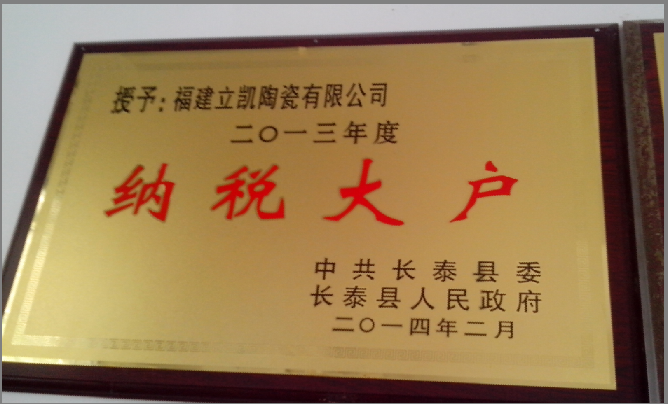 授予：福建立凯陶瓷有限公司
二〇一三年度
纳税大户
中共长泰县委
长泰县人民政府
二〇一四年二月